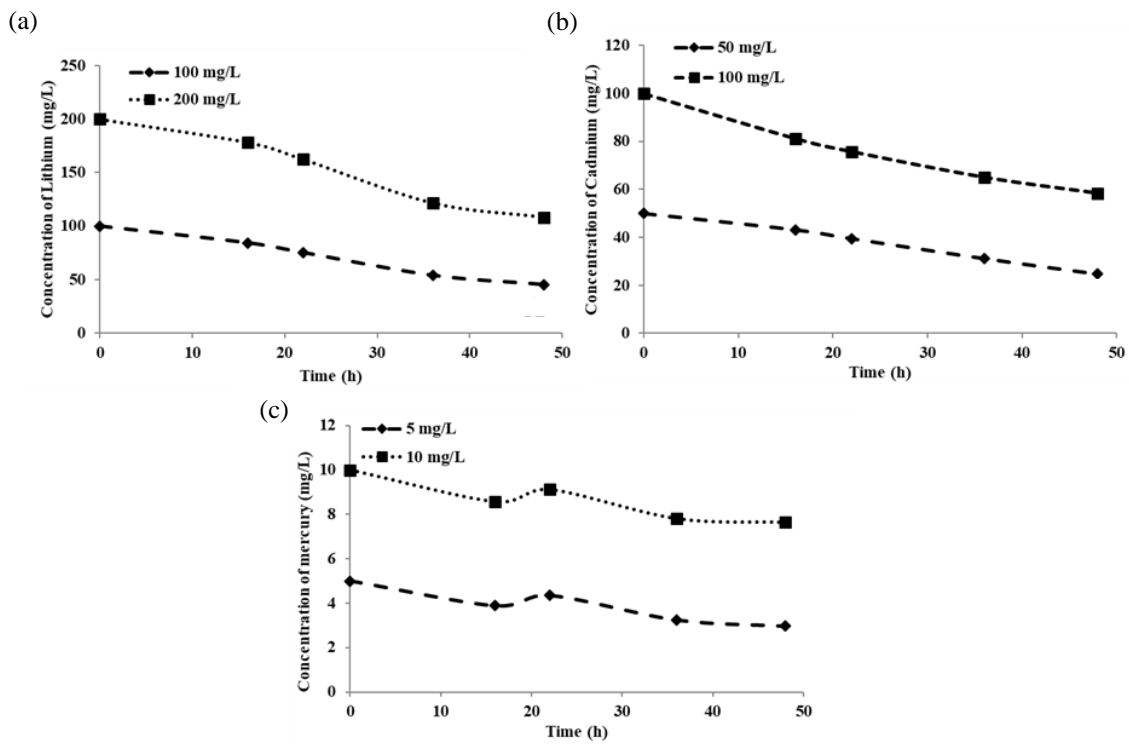 (a)
Concentration of Lithium (mg/L)
250
200
150
100
50
0
100 mg/L
200 mg/L
0 10 20 30 40 50
Time (h)
(b)
Concentration of Cadmium (mg/L)
120
100
80
60
40
20
0
50 mg/L
100 mg/L
0 10 20 30 40 50
Time (h)
(c)
Concentration of mercury (mg/L)
12
10
8
6
4
2
0
5 mg/L
10 mg/L
0 10 20 30 40 50
Time (h)